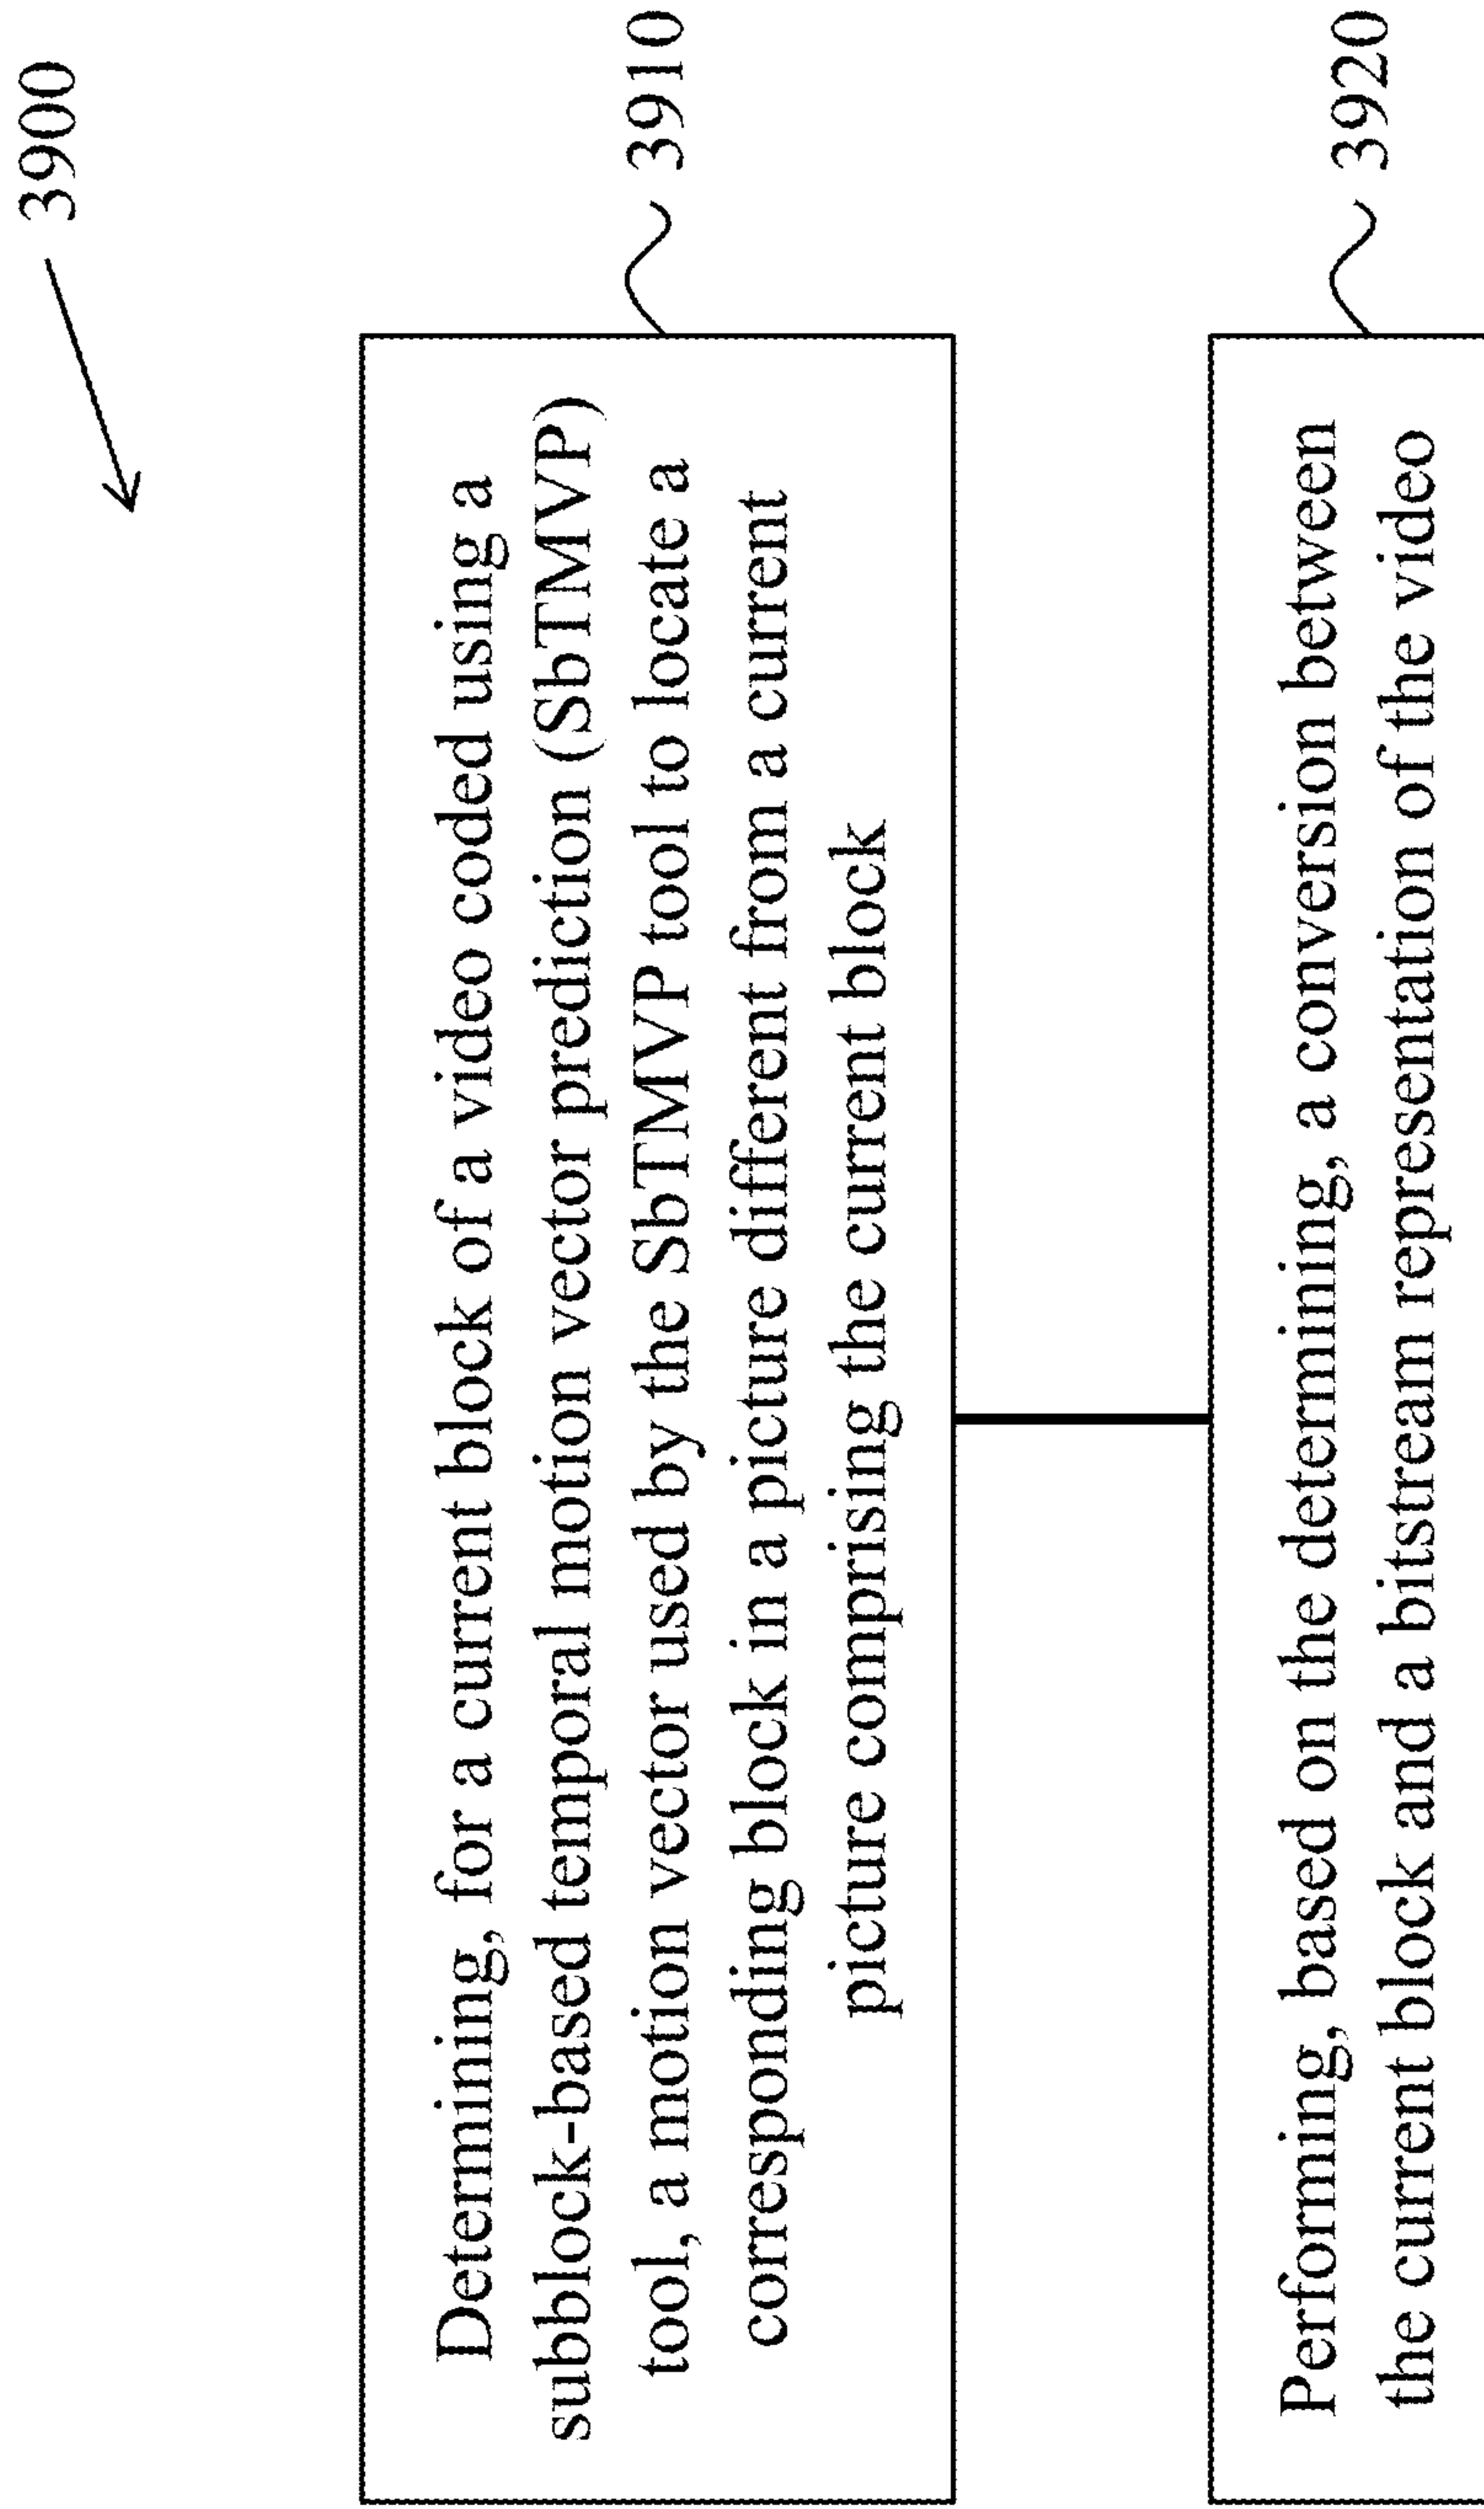 3900
Determining, for a current block of a video coded using a
subblock-based temporal motion vector prediction (SbTMVP)
tool, a motion vector used by the SbTMVP tool to locate a
corresponding block in a picture different from a current
picture comprising the current block
3910
Performing, based on the determining, a conversion between
the current block and a bitstream representation of the video
3920